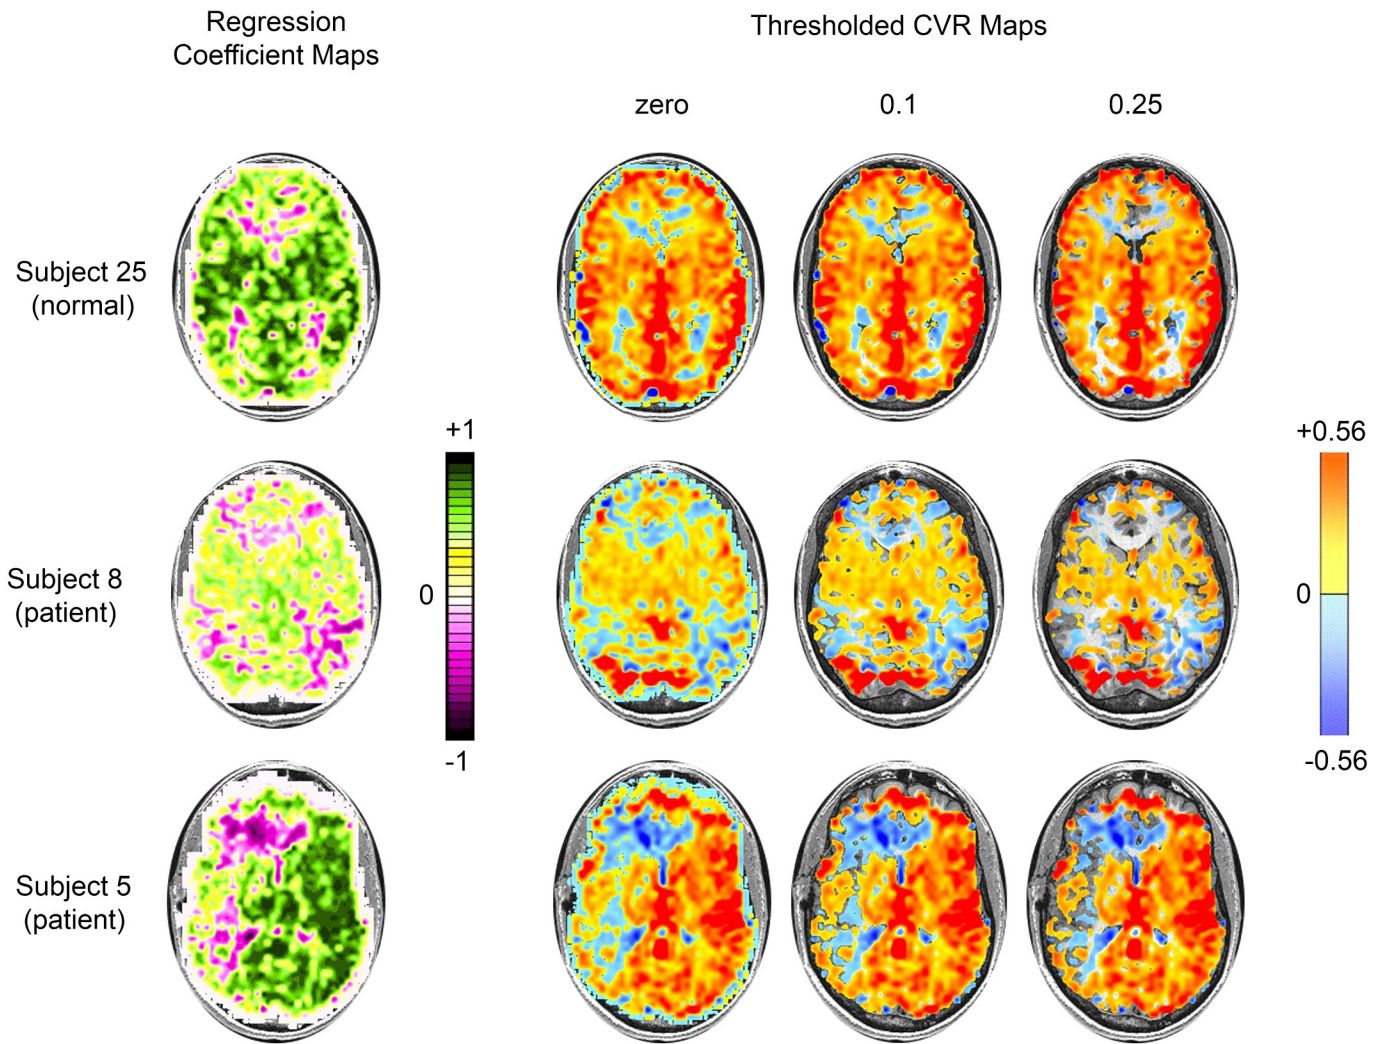 Regression
Coefficient Maps
Thresholded CVR Maps
zero
0.1
0.25
Subject 25
(normal)
+1
0
-1
+0.56
0
-0.56
Subject 8
(patient)
Subject 5
(patient)